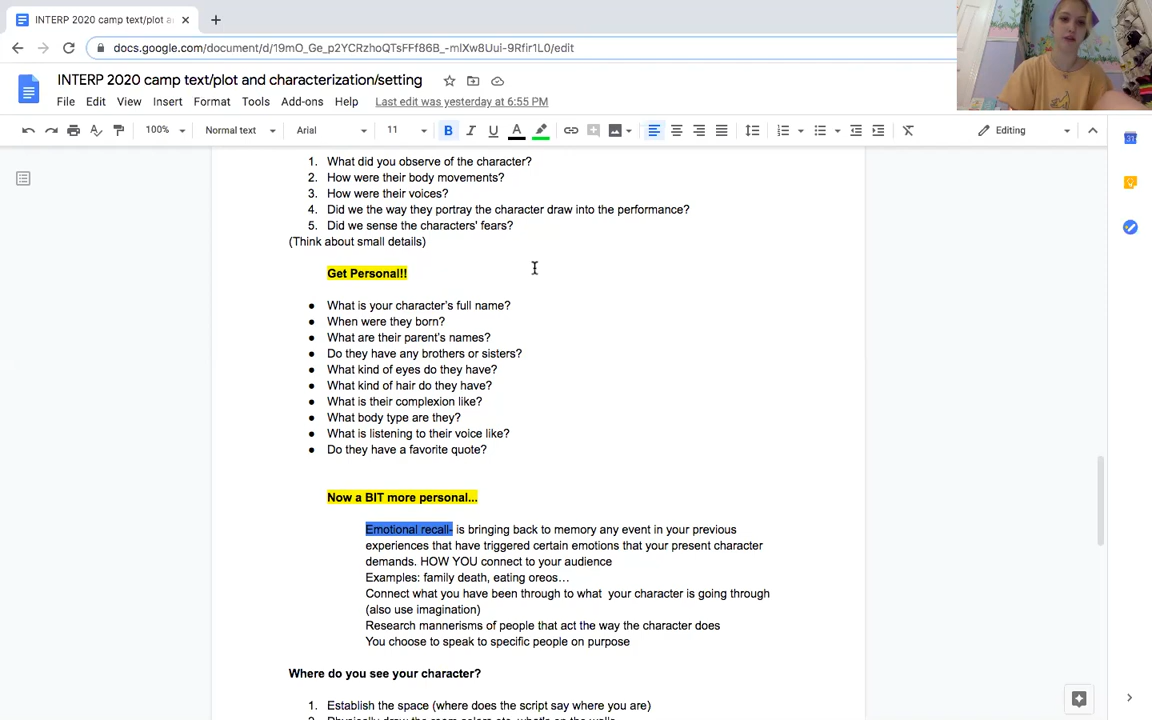 INTERP 2020 camp text/plot a
docs.google.com/document/d/19mO_Ge_p2YCRzhoQTsFFf86B_-mIXw8Uui-9Rfir1L0/edit
INTERP 2020 camp text/plot and characterization/setting
File Edit View Insert Format Tools Add-ons Help Last edit was yesterday at 6:55 PM
100% Normal text Arial 11 B I U A Editing
1. What did you observe of the character?
2. How were their body movements?
3. How were their voices?
4. Did we the way they portray the character draw into the performance?
5. Did we sense the characters' fears?
(Think about small details)
Get Personal!!
● What is your character's full name?
● When were they born?
● What are their parent's names?
● Do they have any brothers or sisters?
● What kind of eyes do they have?
● What kind of hair do they have?
● What is their complexion like?
● What body type are they?
● What is listening to their voice like?
● Do they have a favorite quote?
Now a BIT more personal...
Emotional recall- is bringing back to memory any event in your previous
experiences that have triggered certain emotions that your present character
demands. HOW YOU connect to your audience
Examples: family death, eating oreos…
Connect what you have been through to what  your character is going through
(also use imagination)
Research mannerisms of people that act the way the character does
You choose to speak to specific people on purpose
Where do you see your character?
1. Establish the space (where does the script say where you are)
2. Physically draw the room colors etc. what's on the walls